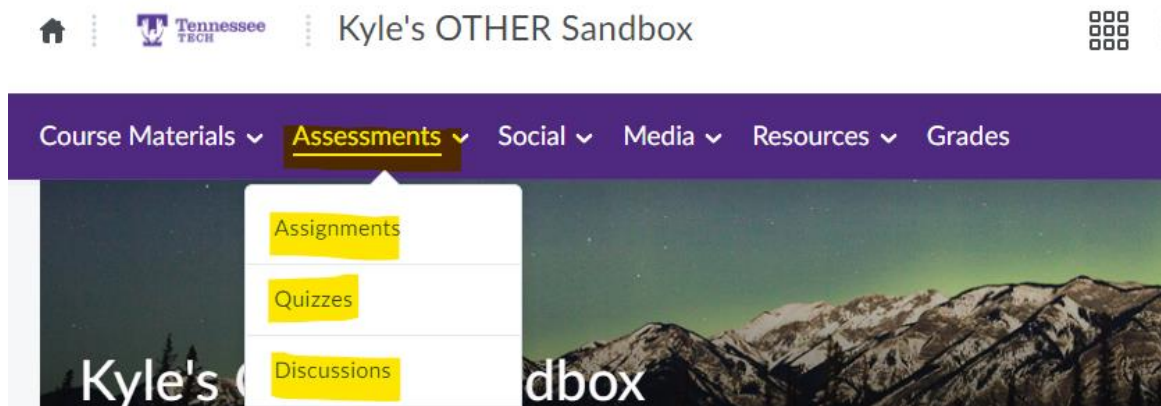 Tennessee TECH Kyle's OTHER Sandbox
Course Materials Assessments Social Media Resources Grades
Assignments
Quizzes
Discussions
Kyle's dbox